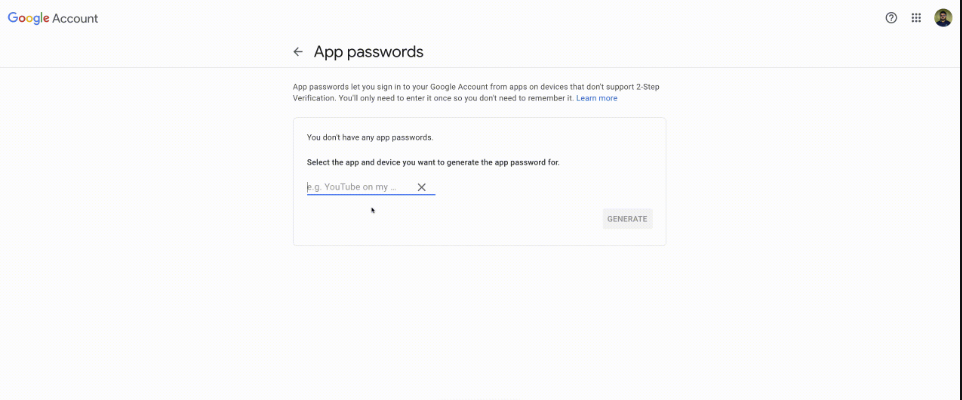 Google Account
App passwords
App passwords let you sign in to your Google Account from apps on devices that don't support 2-Step
Verification. You'll only need to enter it once so you don't need to remember it. Learn more
You don't have any app passwords.
Select the app and device you want to generate the app password for.
e.g. YouTube on my ...
GENERATE